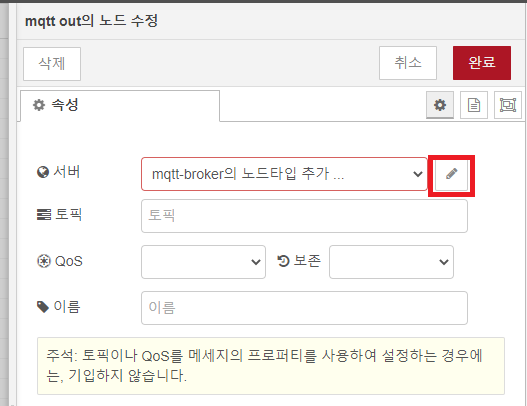 mqtt out의 노드 수정
삭제 취소 완료
속성
서버 mqtt-broker의 노드타입 추가 ...
토픽 토픽
QoS 보존
이름 이름
주석: 토픽이나 QoS를 메세지의 프로퍼티를 사용하여 설정하는 경우에
는, 기입하지 않습니다.